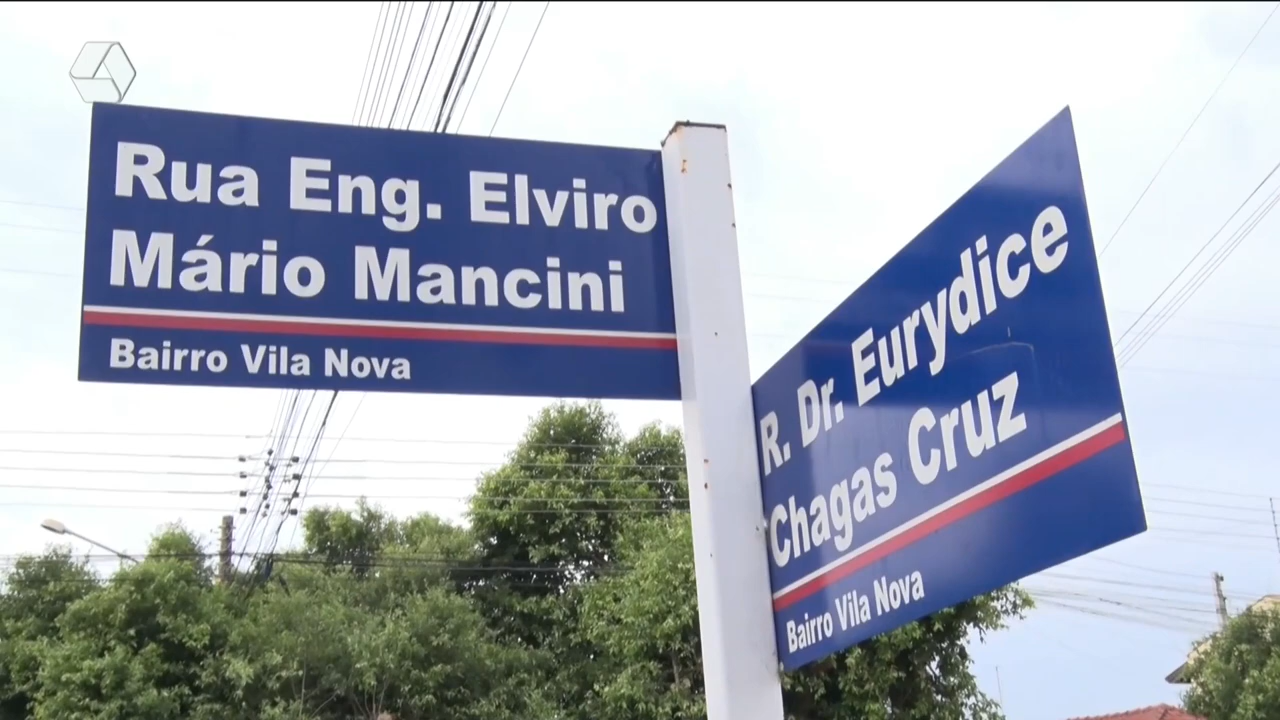 Rua Eng. Elviro
Mário Mancini
Bairro Vila Nova
R. Dr. Eurydice
Chagas Cruz
Bairro Vila Nova